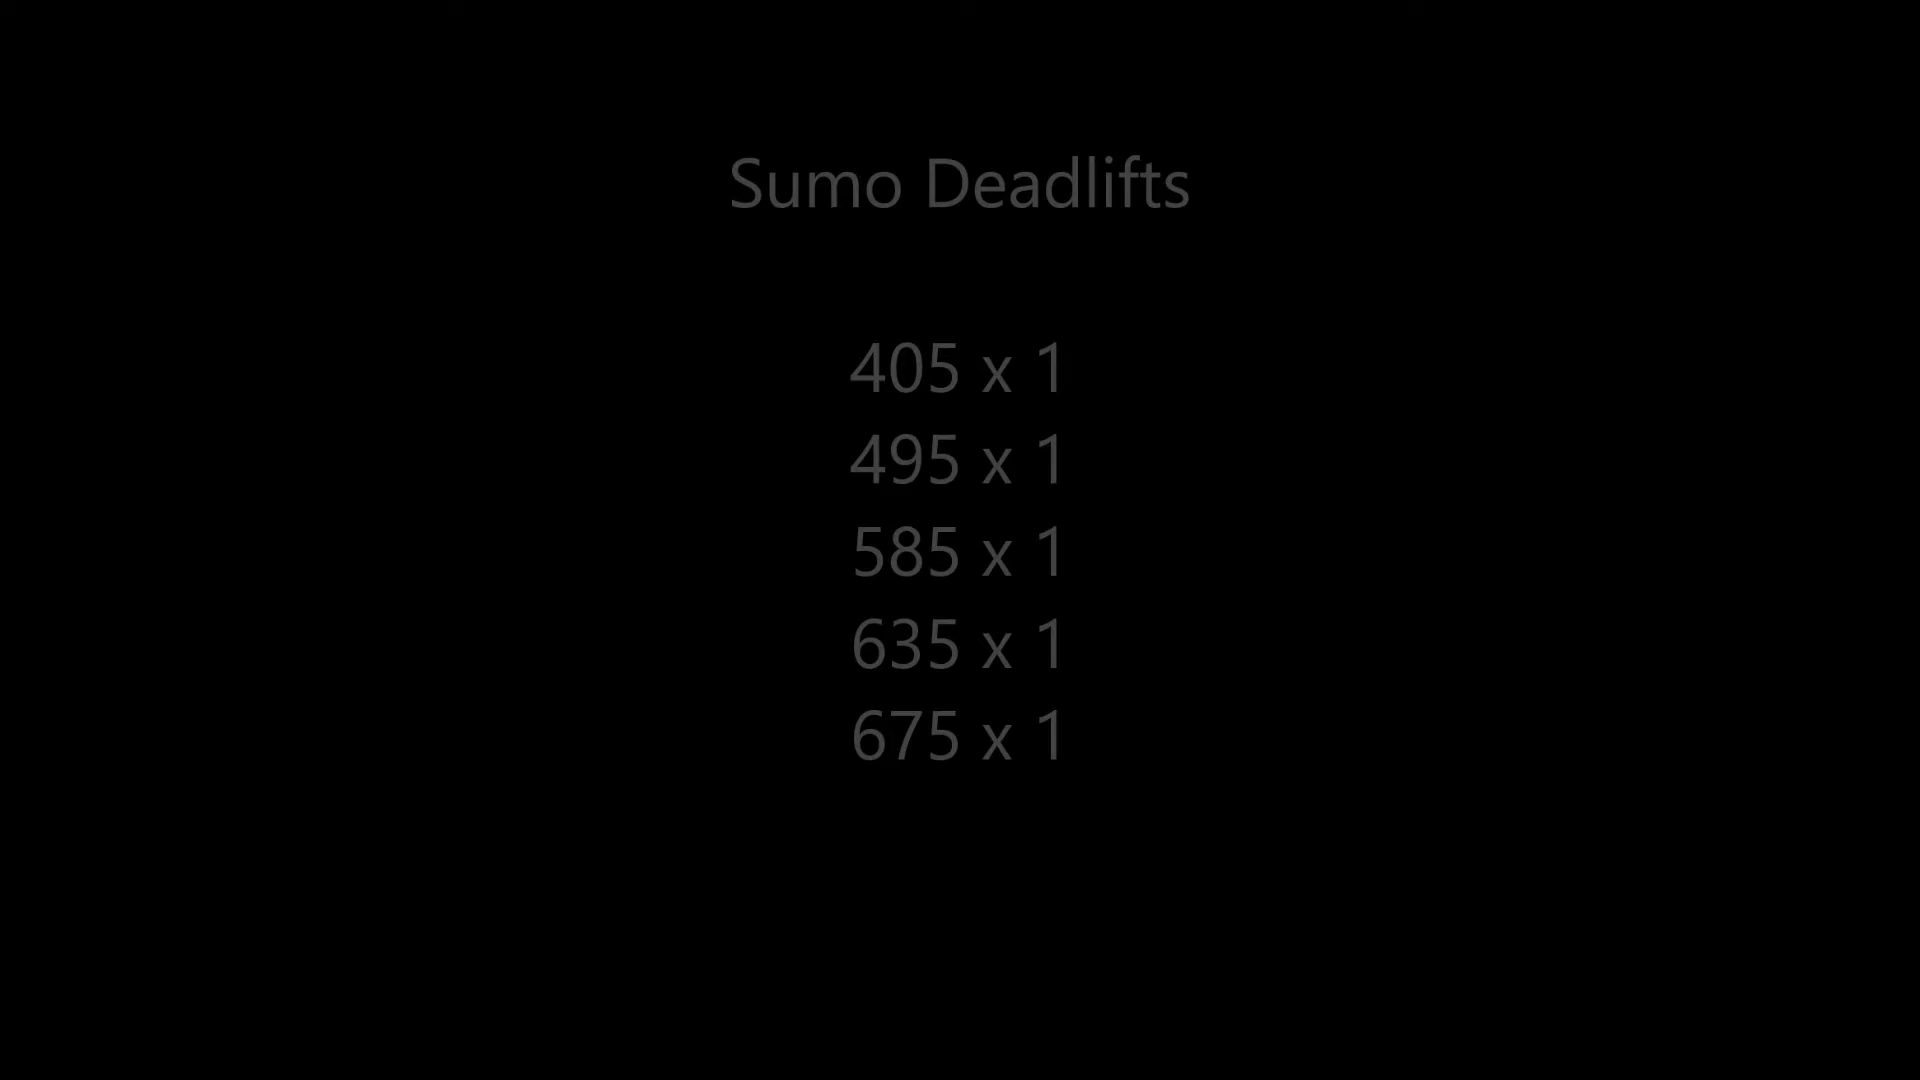 Sumo Deadlifts
405 x 1
495 x 1
585 x 1
635 x 1
675 x 1